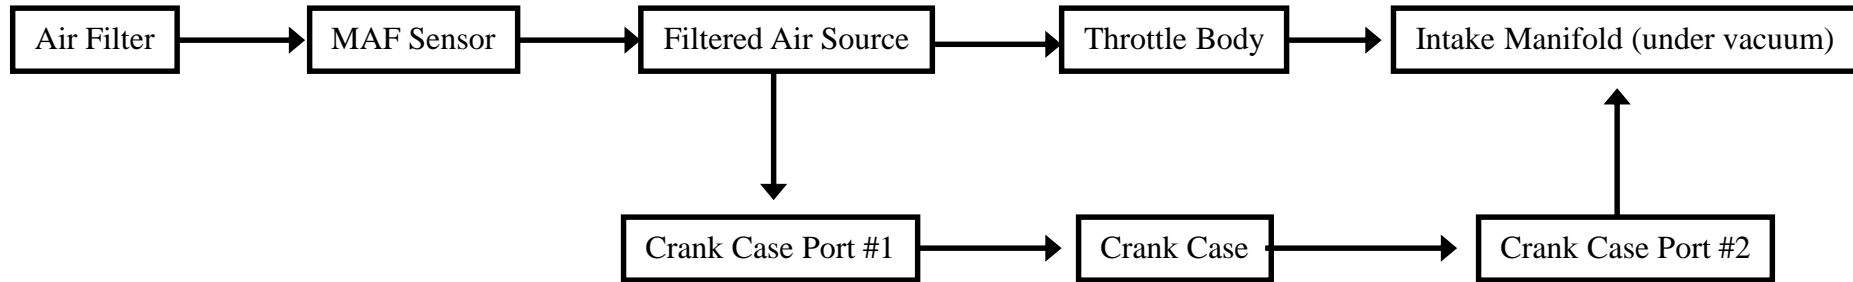 Air Filter
MAF Sensor
Filtered Air Source
Throttle Body
Intake Manifold (under vacuum)
Crank Case Port #1
Crank Case
Crank Case Port #2